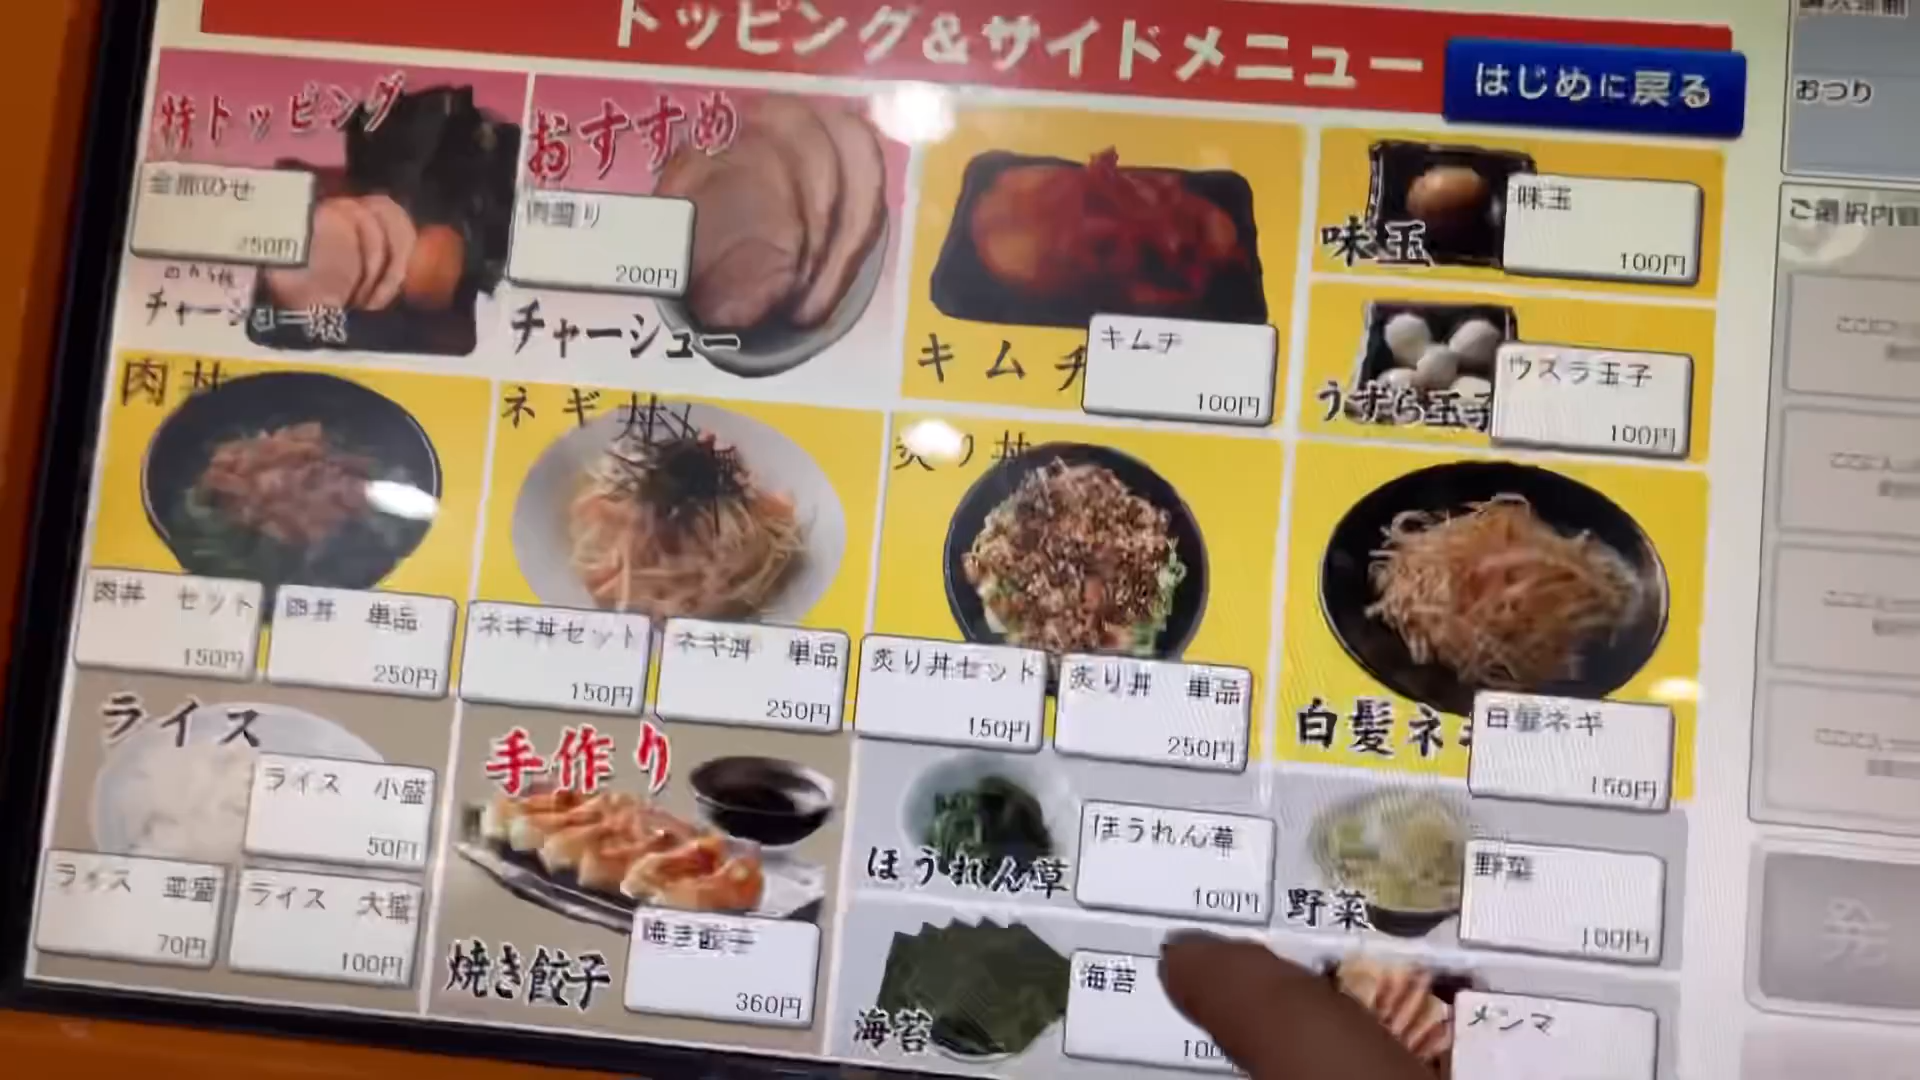 トッピング&サイドメニュー
はじめに戻る
おつり
特トッピング
250円
おすすめ
肉盛り
200円
チャーシュー
キムチ
キムチ
100円
味玉
味玉
100円
うずら玉子
ウズラ玉子
100円
肉丼
肉丼 セット
150円
肉丼 単品
250円
ネギ丼
ネギ丼セット
150円
ネギ丼 単品
250円
炙り丼
炙り丼セット
150円
炙り丼 単品
250円
白髪ネギ
白髪ネギ
150円
ライス
ライス 小盛
50円
ライス 並盛
70円
ライス 大盛
100円
手作り
焼き餃子
焼き餃子
360円
ほうれん草
ほうれん草
100円
野菜
野菜
100円
海苔
海苔
メンマ